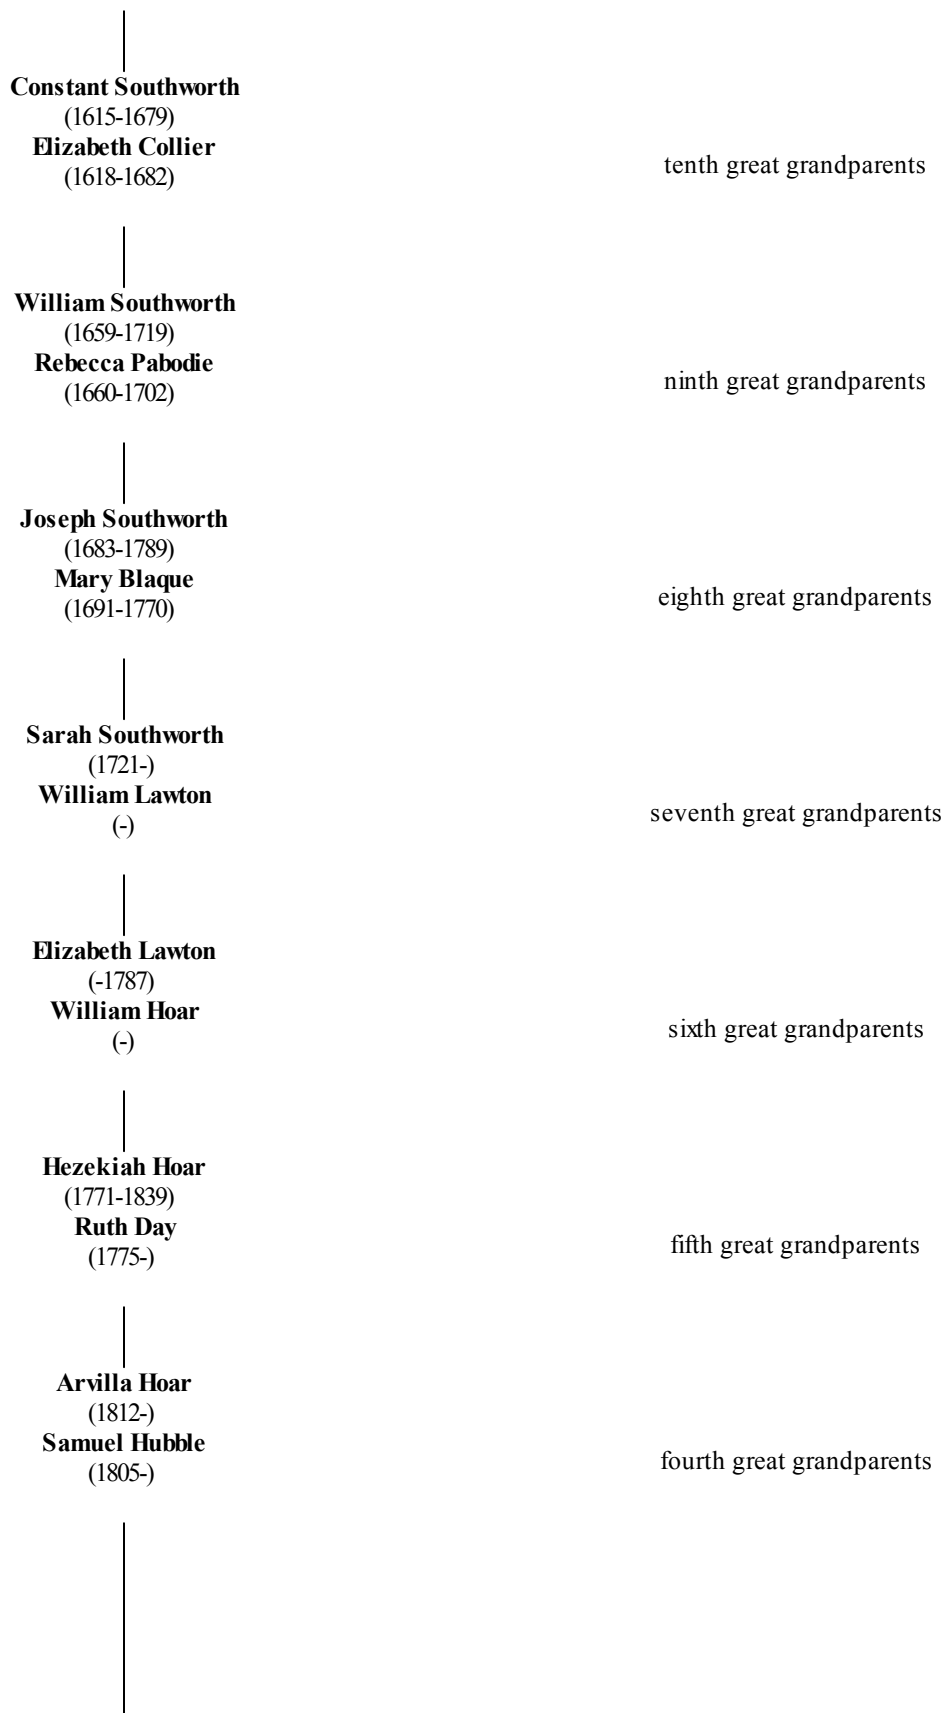 Constant Southworth
(1615-1679)
Elizabeth Collier
(1618-1682)
tenth great grandparents
William Southworth
(1659-1719)
Rebecca Pabodie
(1660-1702)
ninth great grandparents
Joseph Southworth
(1683-1789)
Mary Blaque
(1691-1770)
eighth great grandparents
Sarah Southworth
(1721-)
William Lawton
(-)
seventh great grandparents
Elizabeth Lawton
(-1787)
William Hoar
(-)
sixth great grandparents
Hezekiah Hoar
(1771-1839)
Ruth Day
(1775-)
fifth great grandparents
Arvilla Hoar
(1812-)
Samuel Hubble
(1805-)
fourth great grandparents